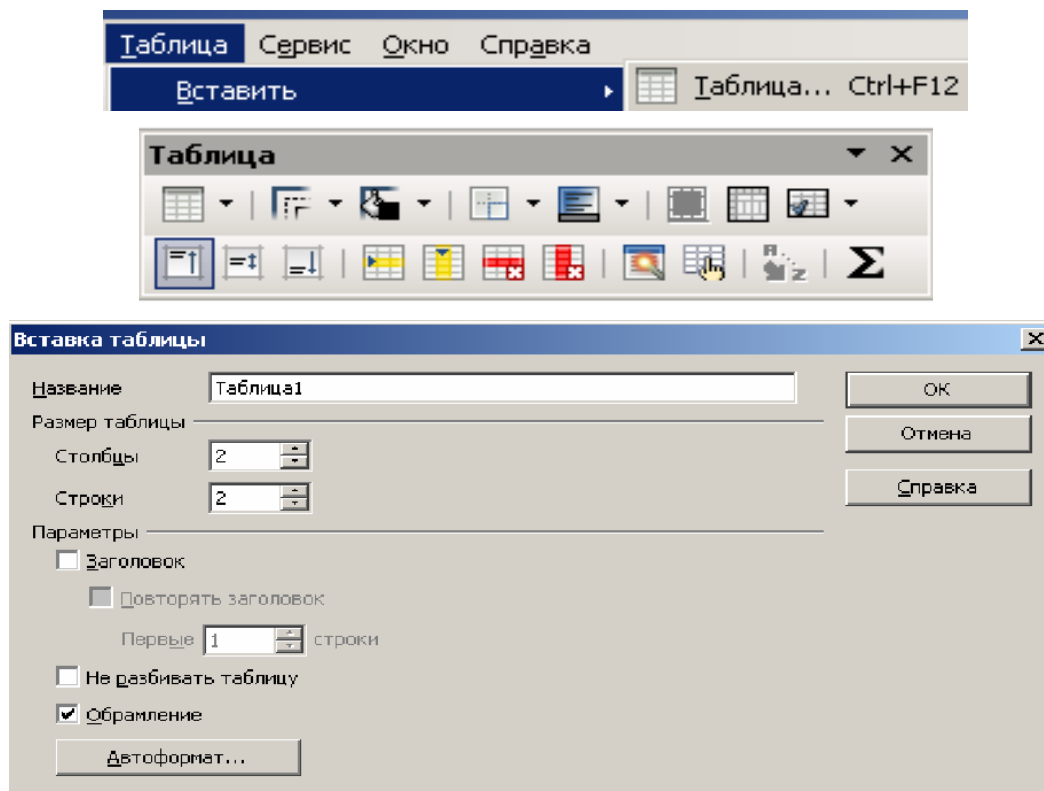 Таблица Сервис Окно Справка
Вставить Таблица... Ctrl+F12
Таблица
Вставка таблицы
Название Таблица1 ОК
Размер таблицы Отмена
Столбцы 2
Справка
Строки 2
Параметры
Заголовок
Повторять заголовок
Первые 1 строки
Не разбивать таблицу
Обрамление
Автоформат...